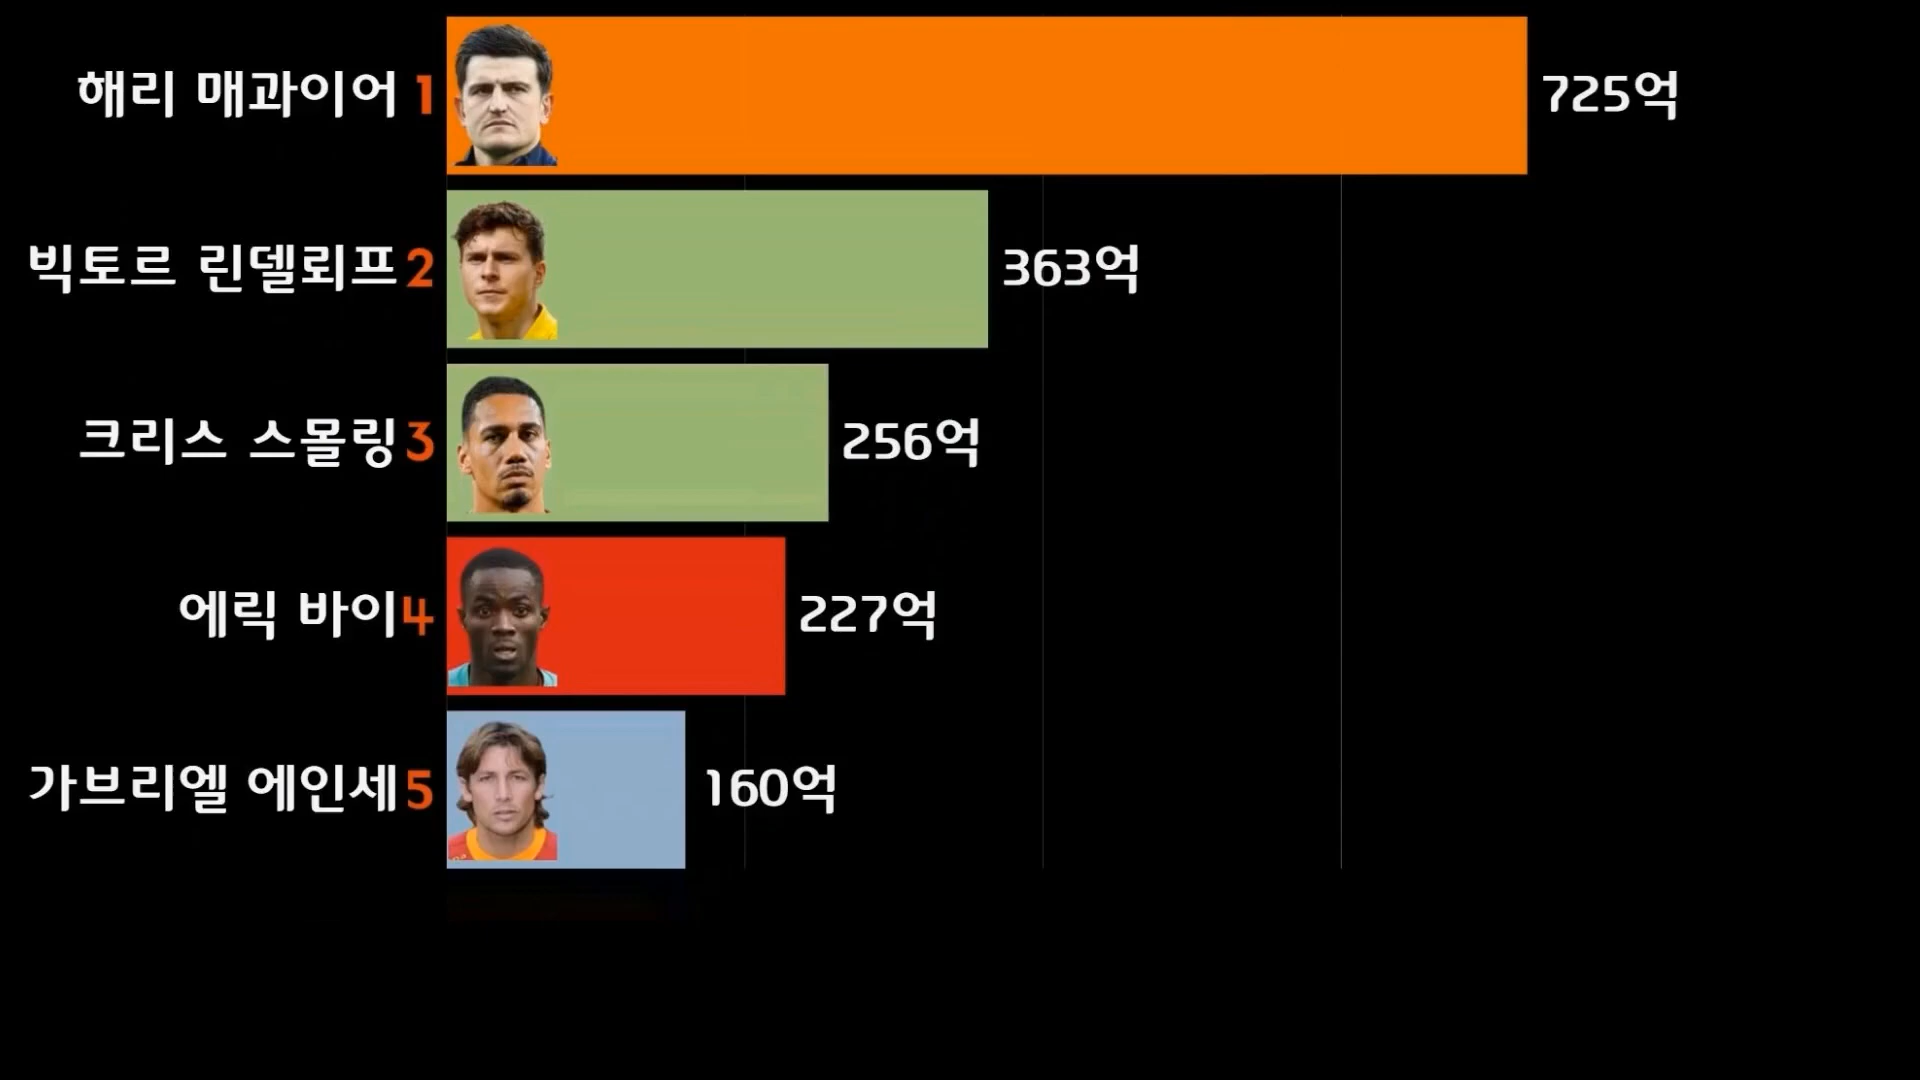 해리 매과이어 1 725억
빅토르 린델뢰프 2 363억
크리스 스몰링 3 256억
에릭 바이 4 227억
가브리엘 에인세 5 160억